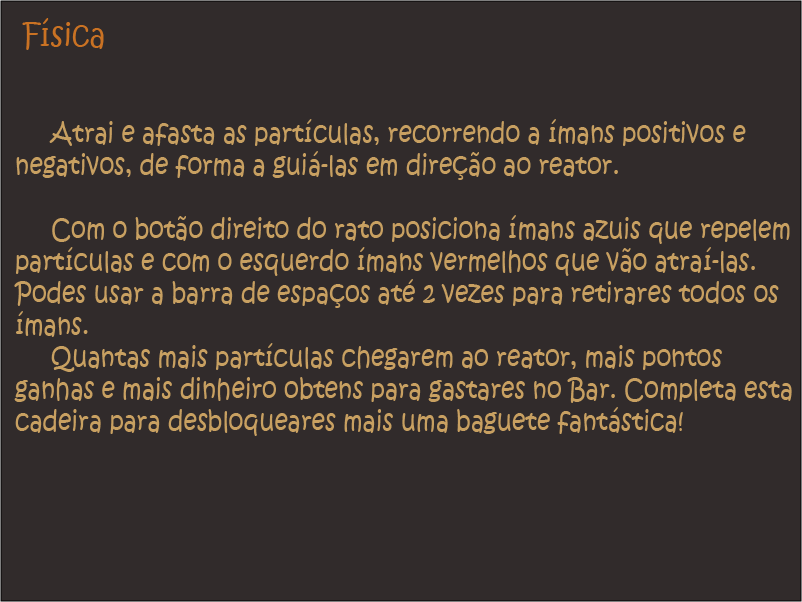 Física
Atrai e afasta as partículas, recorrendo a ímans positivos e
negativos, de forma a guiá-las em direção ao reator.
Com o botão direito do rato posiciona ímans azuis que repelem
partículas e com o esquerdo ímans vermelhos que vão atraí-las.
Podes usar a barra de espaços até 2 vezes para retirares todos os
ímans.
Quantas mais partículas chegarem ao reator, mais pontos
ganhas e mais dinheiro obtens para gastares no Bar. Completa esta
cadeira para desbloqueares mais uma baguete fantástica!